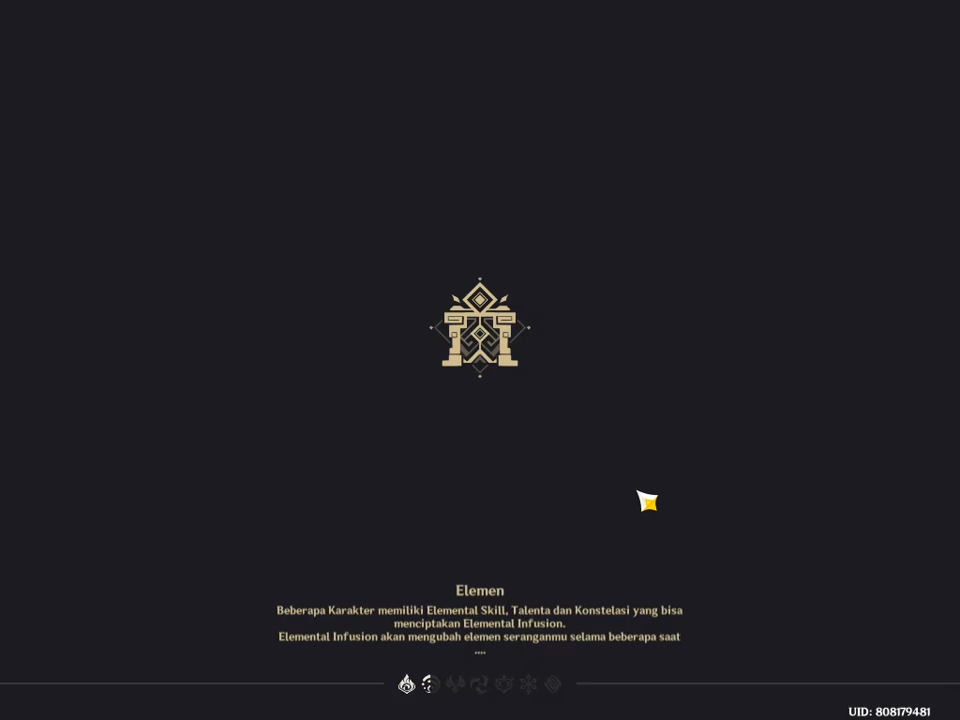 Elemen
Beberapa Karakter memiliki Elemental Skill, Talenta dan Konstelasi yang bisa
menciptakan Elemental Infusion.
Elemental Infusion akan mengubah elemen seranganmu selama beberapa saat
....
UID: 808179481